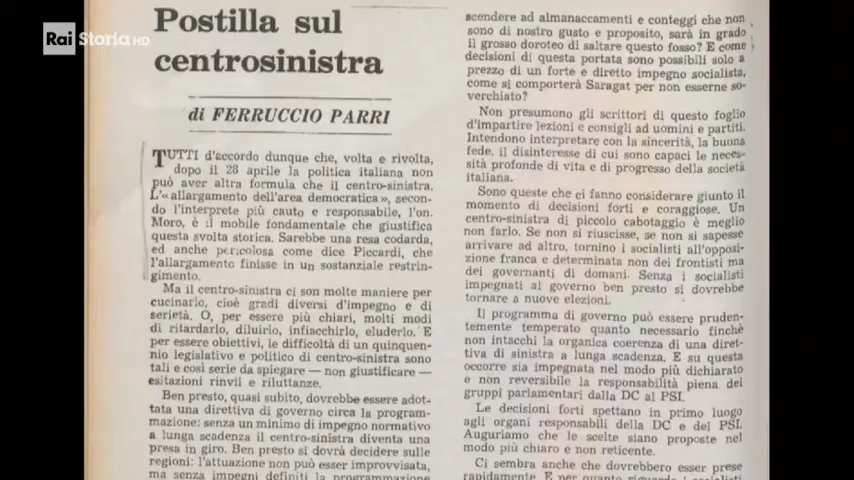 Rai Storia HD
Postilla sul
centrosinistra
di FERRUCCIO PARRI
TUTTI d'accordo dunque che, volta e rivolta,
dopo il 28 aprile la politica italiana non
può aver altra formula che il centro-sinistra.
L'« allargamento dell'area democratica », secon-
do l'interprete più cauto e responsabile, l'on.
Moro, è il mobile fondamentale che giustifica
questa svolta storica. Sarebbe una resa codarda,
ed anche pericolosa come dice Piccardi, che
l'allargamento finisse in un sostanziale restrin-
gimento.
Ma il centro-sinistra ci son molte maniere per
cucinarlo, cioè gradi diversi d'impegno e di
serietà. O, per essere più chiari, molti modi
di ritardarlo, diluirlo, infiacchirlo, eluderlo. E
per essere obiettivi, le difficoltà di un quinquen-
nio legislativo e politico di centro-sinistra sono
tali e così serie da spiegare — non giustificare —
esitazioni rinvii e riluttanze.
Ben presto, quasi subito, dovrebbe essere adot-
tata una direttiva di governo circa la program-
mazione: senza un minimo di impegno normativo
a lunga scadenza il centro-sinistra diventa una
presa in giro. Ben presto si dovrà decidere sulle
regioni: l'attuazione non può esser improvvisata,
ma senza impegni definiti la programmazione
scendere ad almanaccamenti e conteggi che non
sono di nostro gusto e proposito, sarà in grado
il grosso doroteo di saltare questo fosso? E come
decisioni di questa portata sono possibili solo a
prezzo di un forte e diretto impegno socialista,
come si comporterà Saragat per non esserne so-
verchiato?
Non presumono gli scrittori di questo foglio
d'impartire lezioni e consigli ad uomini e partiti.
Intendono interpretare con la sincerità, la buona
fede, il disinteresse di cui sono capaci le neces-
sità profonde di vita e di progresso della società
italiana.
Sono queste che ci fanno considerare giunto il
momento di decisioni forti e coraggiose. Un
centro-sinistra di piccolo cabotaggio è meglio
non farlo. Se non si riuscisse, se non si sapesse
arrivare ad altro, tornino i socialisti all'opposi-
zione franca e determinata non dei frontisti ma
dei governanti di domani. Senza i socialisti
impegnati al governo ben presto si dovrebbe
tornare a nuove elezioni.
Il programma di governo può essere pruden-
temente temperato quanto necessario finchè
non intacchi la organica coerenza di una diret-
tiva di sinistra a lunga scadenza. E su questa
occorre sia impegnata nel modo più dichiarato
e non reversibile la responsabilità piena dei
gruppi parlamentari dalla DC al PSI.
Le decisioni forti spettano in primo luogo
agli organi responsabili della DC e del PSI.
Auguriamo che le scelte siano proposte nel
modo più chiaro e non reticente.
Ci sembra anche che dovrebbero esser prese
rapidamente. E per quanto riguardo i socialisti